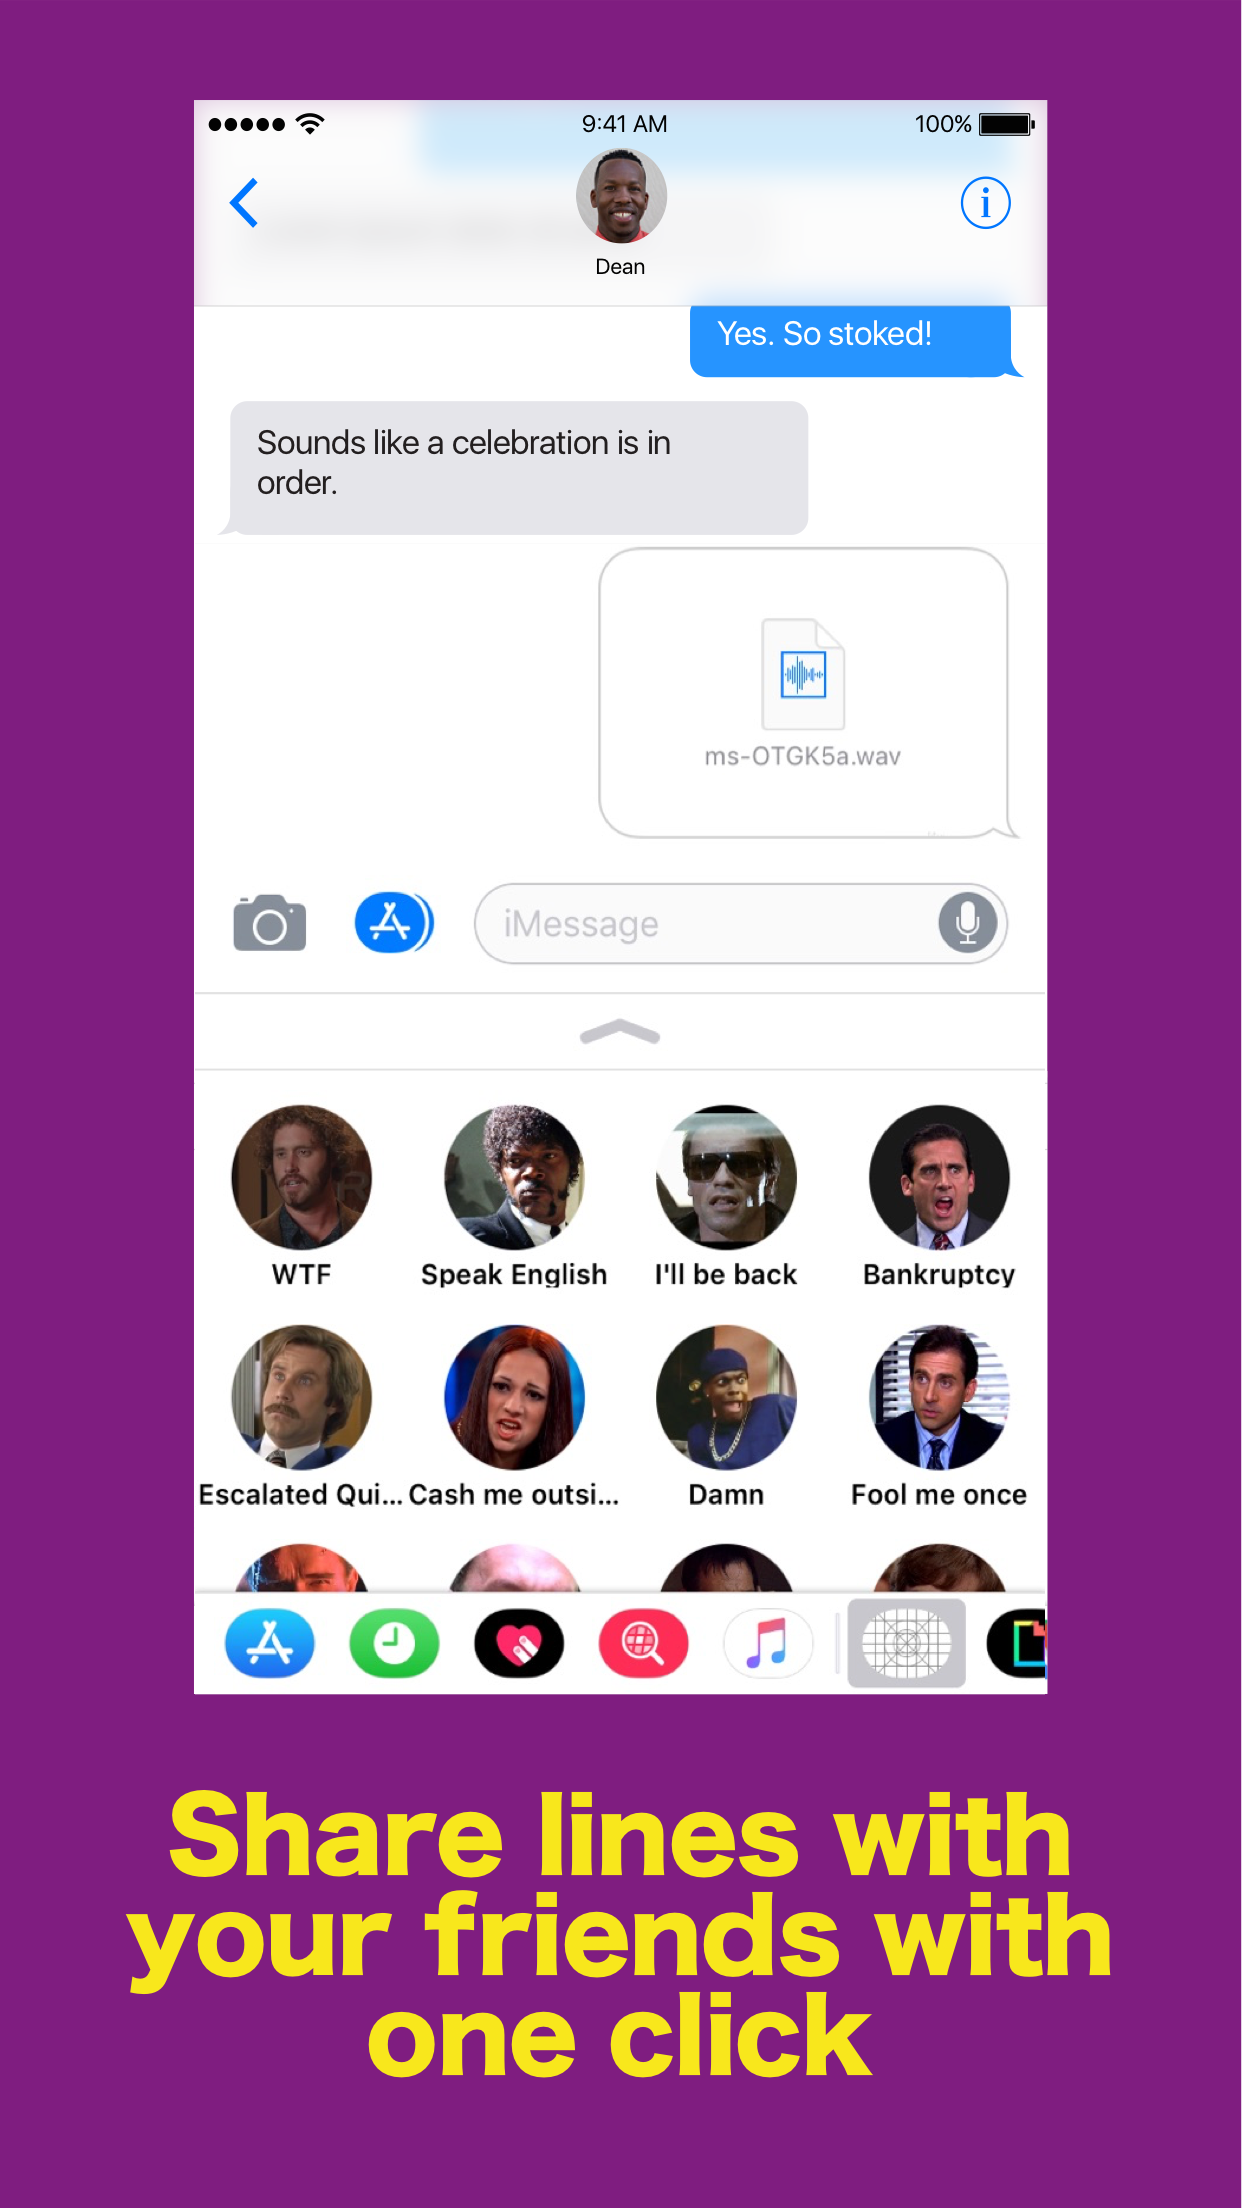 9:41 AM
100%
Dean
Yes. So stoked!
Sounds like a celebration is in
order.
ms-OTGK5a.wav
iMessage
WTF
Speak English
I'll be back
Bankruptcy
Escalated Qui...
Cash me outsi...
Damn
Fool me once
Share lines with
your friends with
one click